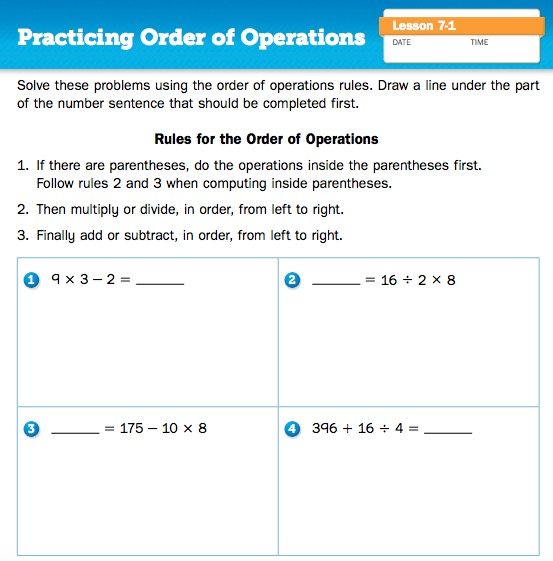 Practicing Order of Operations
Lesson 7-1
DATE TIME
Solve these problems using the order of operations rules. Draw a line under the part
of the number sentence that should be completed first.
Rules for the Order of Operations
1. If there are parentheses, do the operations inside the parentheses first.
Follow rules 2 and 3 when computing inside parentheses.
2. Then multiply or divide, in order, from left to right.
3. Finally add or subtract, in order, from left to right.
1 9 × 3 – 2 = ______
2 ______ = 16 ÷ 2 × 8
3 ______ = 175 – 10 × 8
4 396 + 16 ÷ 4 = ______